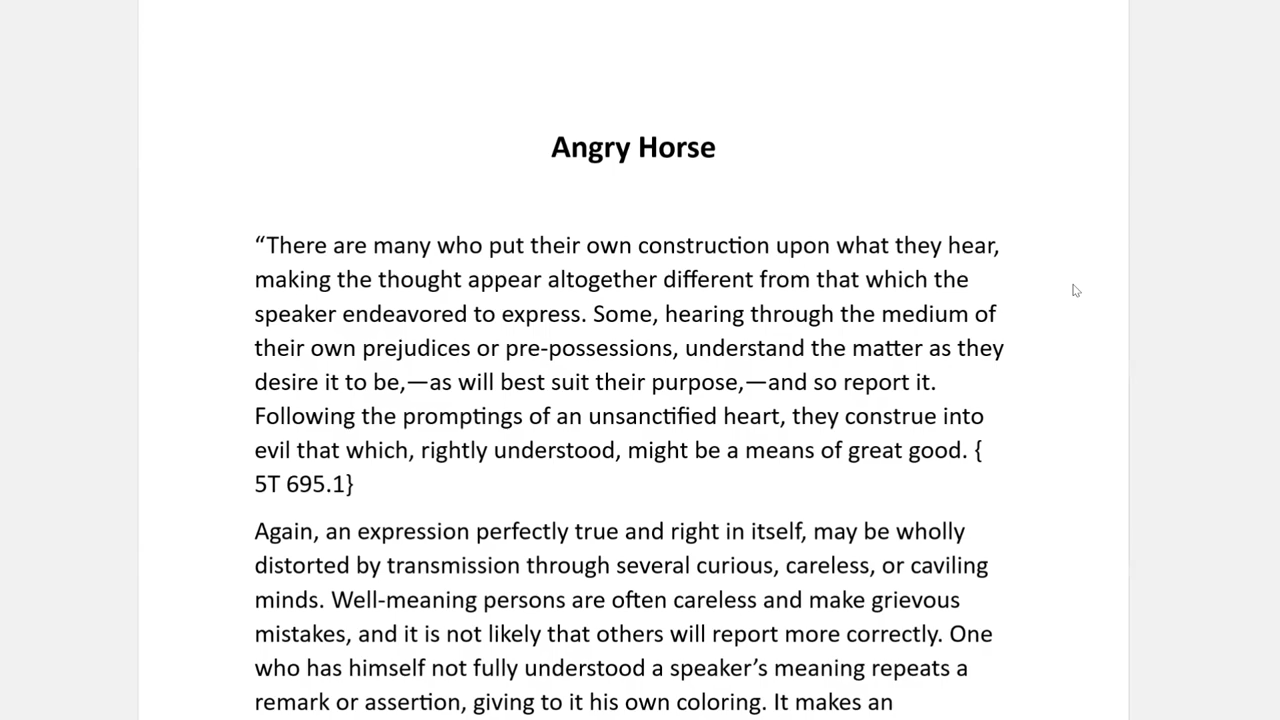 Angry Horse
“There are many who put their own construction upon what they hear,
making the thought appear altogether different from that which the
speaker endeavored to express. Some, hearing through the medium of
their own prejudices or pre-possessions, understand the matter as they
desire it to be,—as will best suit their purpose,—and so report it.
Following the promptings of an unsanctified heart, they construe into
evil that which, rightly understood, might be a means of great good. {
5T 695.1}
Again, an expression perfectly true and right in itself, may be wholly
distorted by transmission through several curious, careless, or caviling
minds. Well-meaning persons are often careless and make grievous
mistakes, and it is not likely that others will report more correctly. One
who has himself not fully understood a speaker’s meaning repeats a
remark or assertion, giving to it his own coloring. It makes an